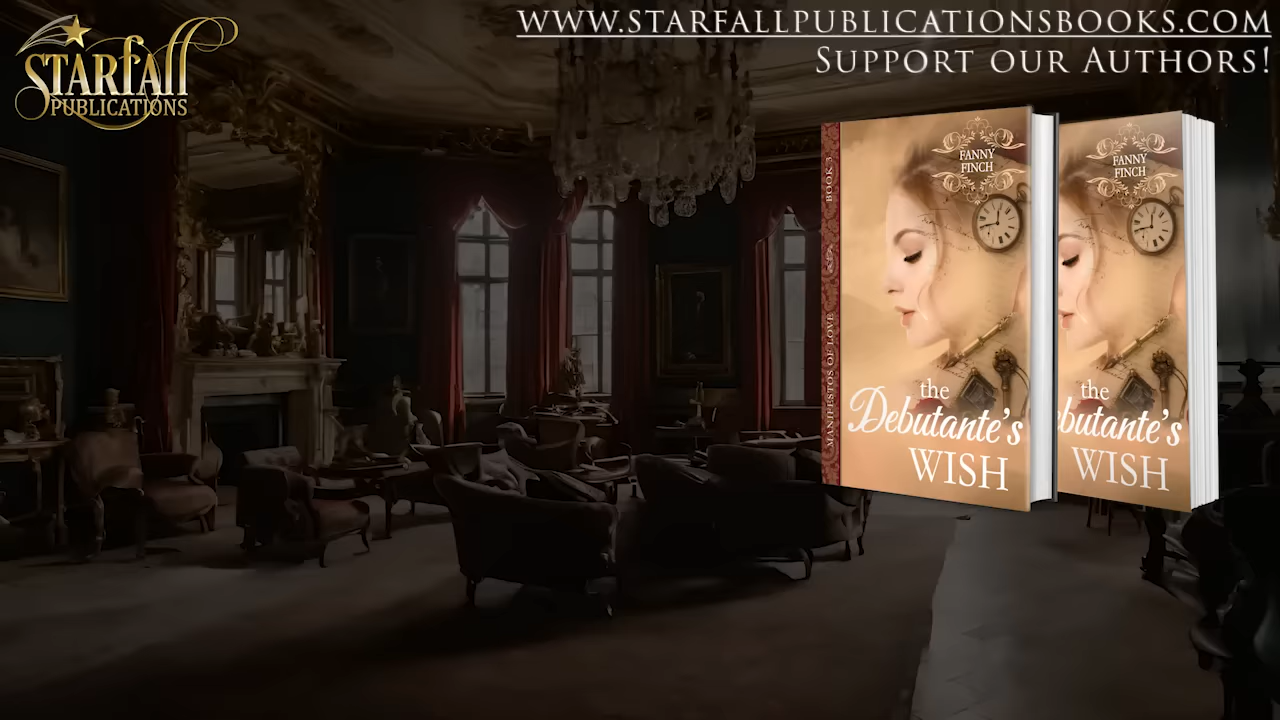 STARfall
PUBLICATIONS
WWW.STARFALLPUBLICATIONSBOOKS.COM
SUPPORT OUR AUTHORS!
BOOK 3
MANIFESTOS OF LOVE
FANNY
FINCH
the
Debutante's
WISH
FANNY
FINCH
the
ebutante's
WISH